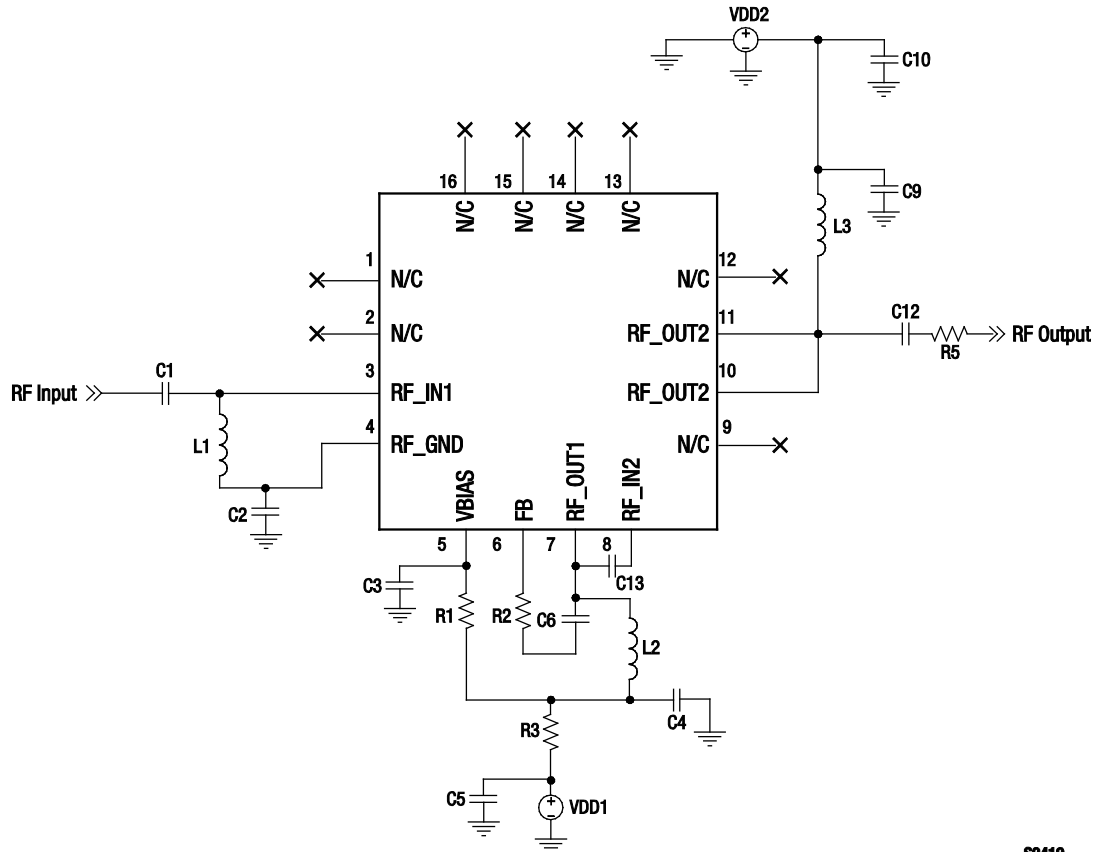 VDD2
+
−
C10
16
15
14
13
N/C
N/C
N/C
N/C
C9
L3
1
N/C
12
N/C
2
N/C
11
RF_OUT2
C12
R5
RF Output
C1
RF Input
3
RF_IN1
10
RF_OUT2
L1
4
RF_GND
9
N/C
C2
VBIAS
FB
RF_OUT1
RF_IN2
5
6
7
8
C3
R1
R2
C6
C13
L2
R3
C4
C5
+
−
VDD1